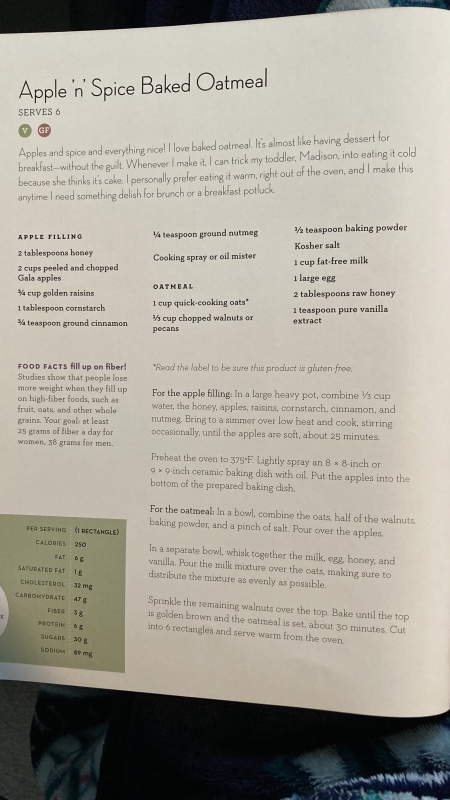 Apple 'n' Spice Baked Oatmeal
SERVES 6
V GF
Apples and spice and everything nice! I love baked oatmeal. It's almost like having dessert for
breakfast—without the guilt. Whenever I make it, I can trick my toddler, Madison, into eating it cold
because she thinks it's cake. I personally prefer eating it warm, right out of the oven, and I make this
anytime I need something delish for brunch or a breakfast potluck.
APPLE FILLING
2 tablespoons honey
2 cups peeled and chopped
Gala apples
¾ cup golden raisins
1 tablespoon cornstarch
¾ teaspoon ground cinnamon
¼ teaspoon ground nutmeg
Cooking spray or oil mister
OATMEAL
1 cup quick-cooking oats*
⅓ cup chopped walnuts or
pecans
½ teaspoon baking powder
Kosher salt
1 cup fat-free milk
1 large egg
2 tablespoons raw honey
1 teaspoon pure vanilla
extract
FOOD FACTS fill up on fiber!
Studies show that people lose
more weight when they fill up
on high-fiber foods, such as
fruit, oats, and other whole
grains. Your goal: at least
25 grams of fiber a day for
women, 38 grams for men.
*Read the label to be sure this product is gluten-free.
For the apple filling: In a large heavy pot, combine ⅓ cup
water, the honey, apples, raisins, cornstarch, cinnamon, and
nutmeg. Bring to a simmer over low heat and cook, stirring
occasionally, until the apples are soft, about 25 minutes.
Preheat the oven to 375°F. Lightly spray an 8 × 8-inch or
9 × 9-inch ceramic baking dish with oil. Put the apples into the
bottom of the prepared baking dish.
For the oatmeal: In a bowl, combine the oats, half of the walnuts,
baking powder, and a pinch of salt. Pour over the apples.
In a separate bowl, whisk together the milk, egg, honey, and
vanilla. Pour the milk mixture over the oats, making sure to
distribute the mixture as evenly as possible.
Sprinkle the remaining walnuts over the top. Bake until the top
is golden brown and the oatmeal is set, about 30 minutes. Cut
into 6 rectangles and serve warm from the oven.
PER SERVING (1 RECTANGLE)
CALORIES 250
FAT 6 g
SATURATED FAT 1 g
CHOLESTEROL 32 mg
CARBOHYDRATE 47 g
FIBER 3 g
PROTEIN 6 g
SUGARS 30 g
SODIUM 89 mg